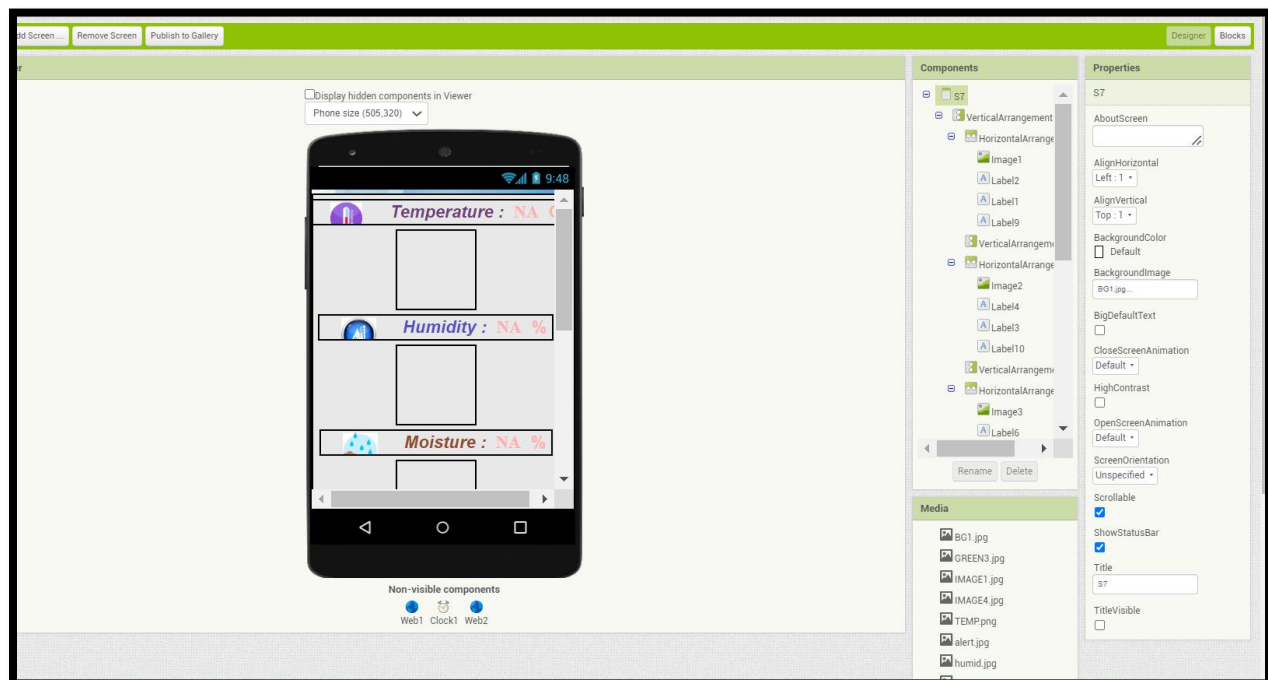 dd Screen ...
Remove Screen
Publish to Gallery
Designer
Blocks
er
Display hidden components in Viewer
Phone size (505,320)
9:48
Temperature : NA C
Humidity : NA %
Moisture : NA %
Non-visible components
Web1 Clock1 Web2
Components
S7
VerticalArrangement
HorizontalArrange
Image1
Label2
Label1
Label9
VerticalArrangeme
HorizontalArrange
Image2
Label4
Label3
Label10
VerticalArrangeme
HorizontalArrange
Image3
Label6
Rename
Delete
Media
BG1.jpg
GREEN3.jpg
IMAGE1.jpg
IMAGE4.jpg
TEMP.png
alert.jpg
humid.jpg
Properties
S7
AboutScreen
AlignHorizontal
Left : 1
AlignVertical
Top : 1
BackgroundColor
Default
BackgroundImage
BG1.jpg...
BigDefaultText
CloseScreenAnimation
Default
HighContrast
OpenScreenAnimation
Default
ScreenOrientation
Unspecified
Scrollable
ShowStatusBar
Title
S7
TitleVisible